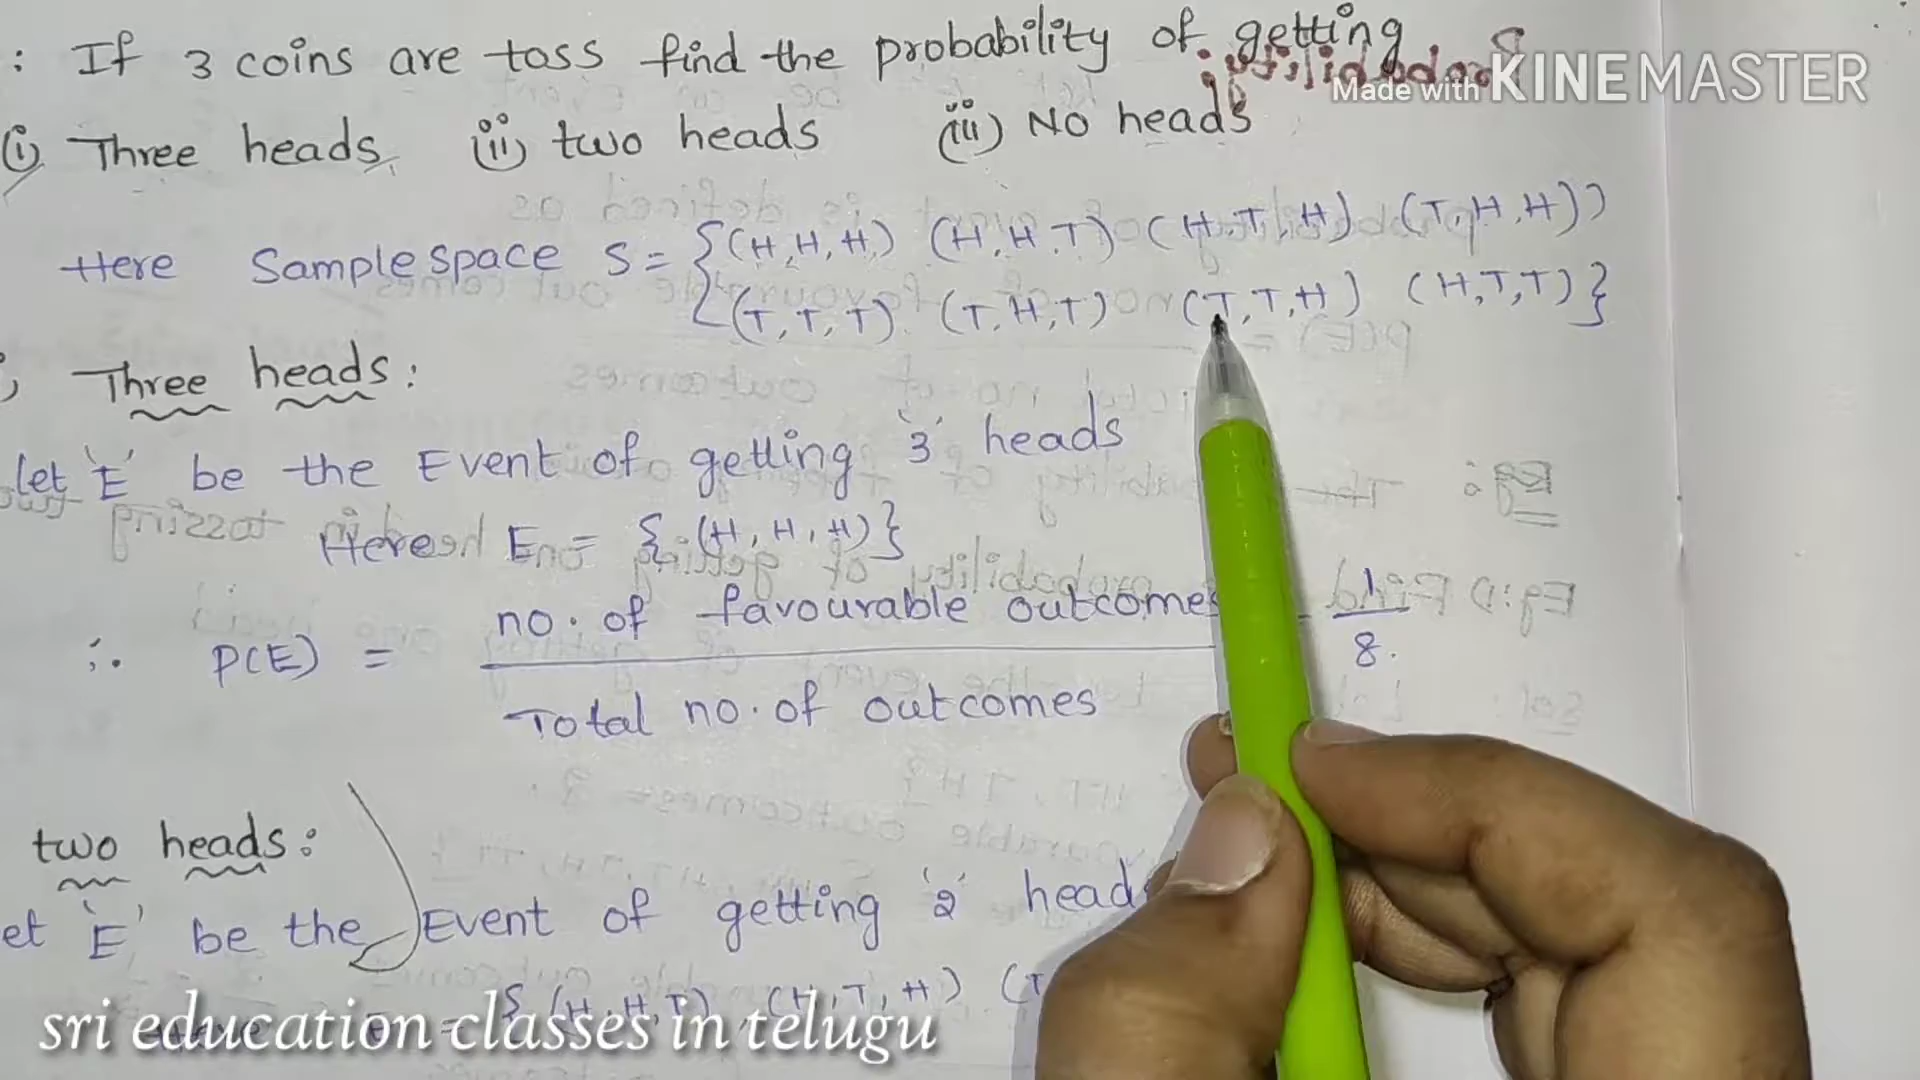 : If 3 coins are toss find the probability of getting
Made with KINEMASTER
(i) Three heads, (ii) two heads (iii) No heads
Here Sample space S = {(H, H, H) (H, H, T) (H, T, H) (T, H, H))
(T, T, T) (T, H, T) (T, T, H) (H, T, T)}
Three heads:
let 'E' be the Event of getting '3' heads
Here E = {(H, H, H)}
∴ P(E) = no. of favourable outcomes / Total no. of outcomes = 1/8.
two heads:
et 'E' be the Event of getting '2' heads
{(H, H, T), (H, T, H) (T
sri education classes in telugu